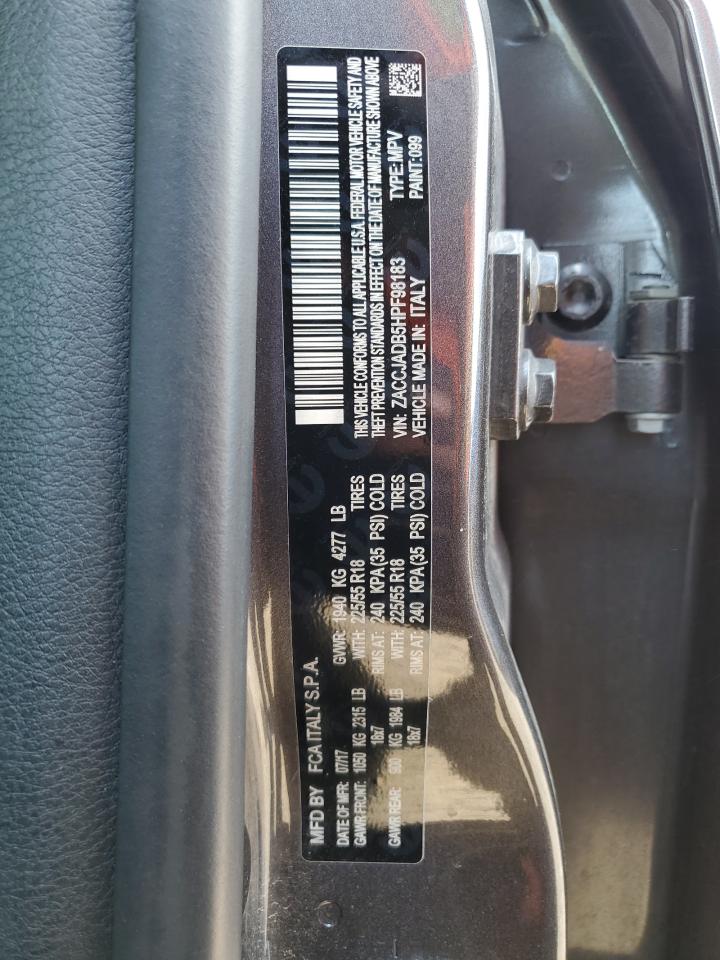 MFD BY FCA ITALY S.P.A.
DATE OF MFR: 07/17 GVWR: 1940 KG 4277 LB
GAWR FRONT: 1050 KG 2315 LB WITH: 225/55 R18 TIRES
18x7 RIMS AT: 240 KPA(35 PSI) COLD
GAWR REAR: 900 KG 1984 LB WITH: 225/55 R18 TIRES
18x7 RIMS AT: 240 KPA(35 PSI) COLD
THIS VEHICLE CONFORMS TO ALL APPLICABLE U.S.A. FEDERAL MOTOR VEHICLE SAFETY AND
THEFT PREVENTION STANDARDS IN EFFECT ON THE DATE OF MANUFACTURE SHOWN ABOVE
VIN: ZACCJADB5HPF98183 TYPE:MPV
VEHICLE MADE IN: ITALY PAINT:099